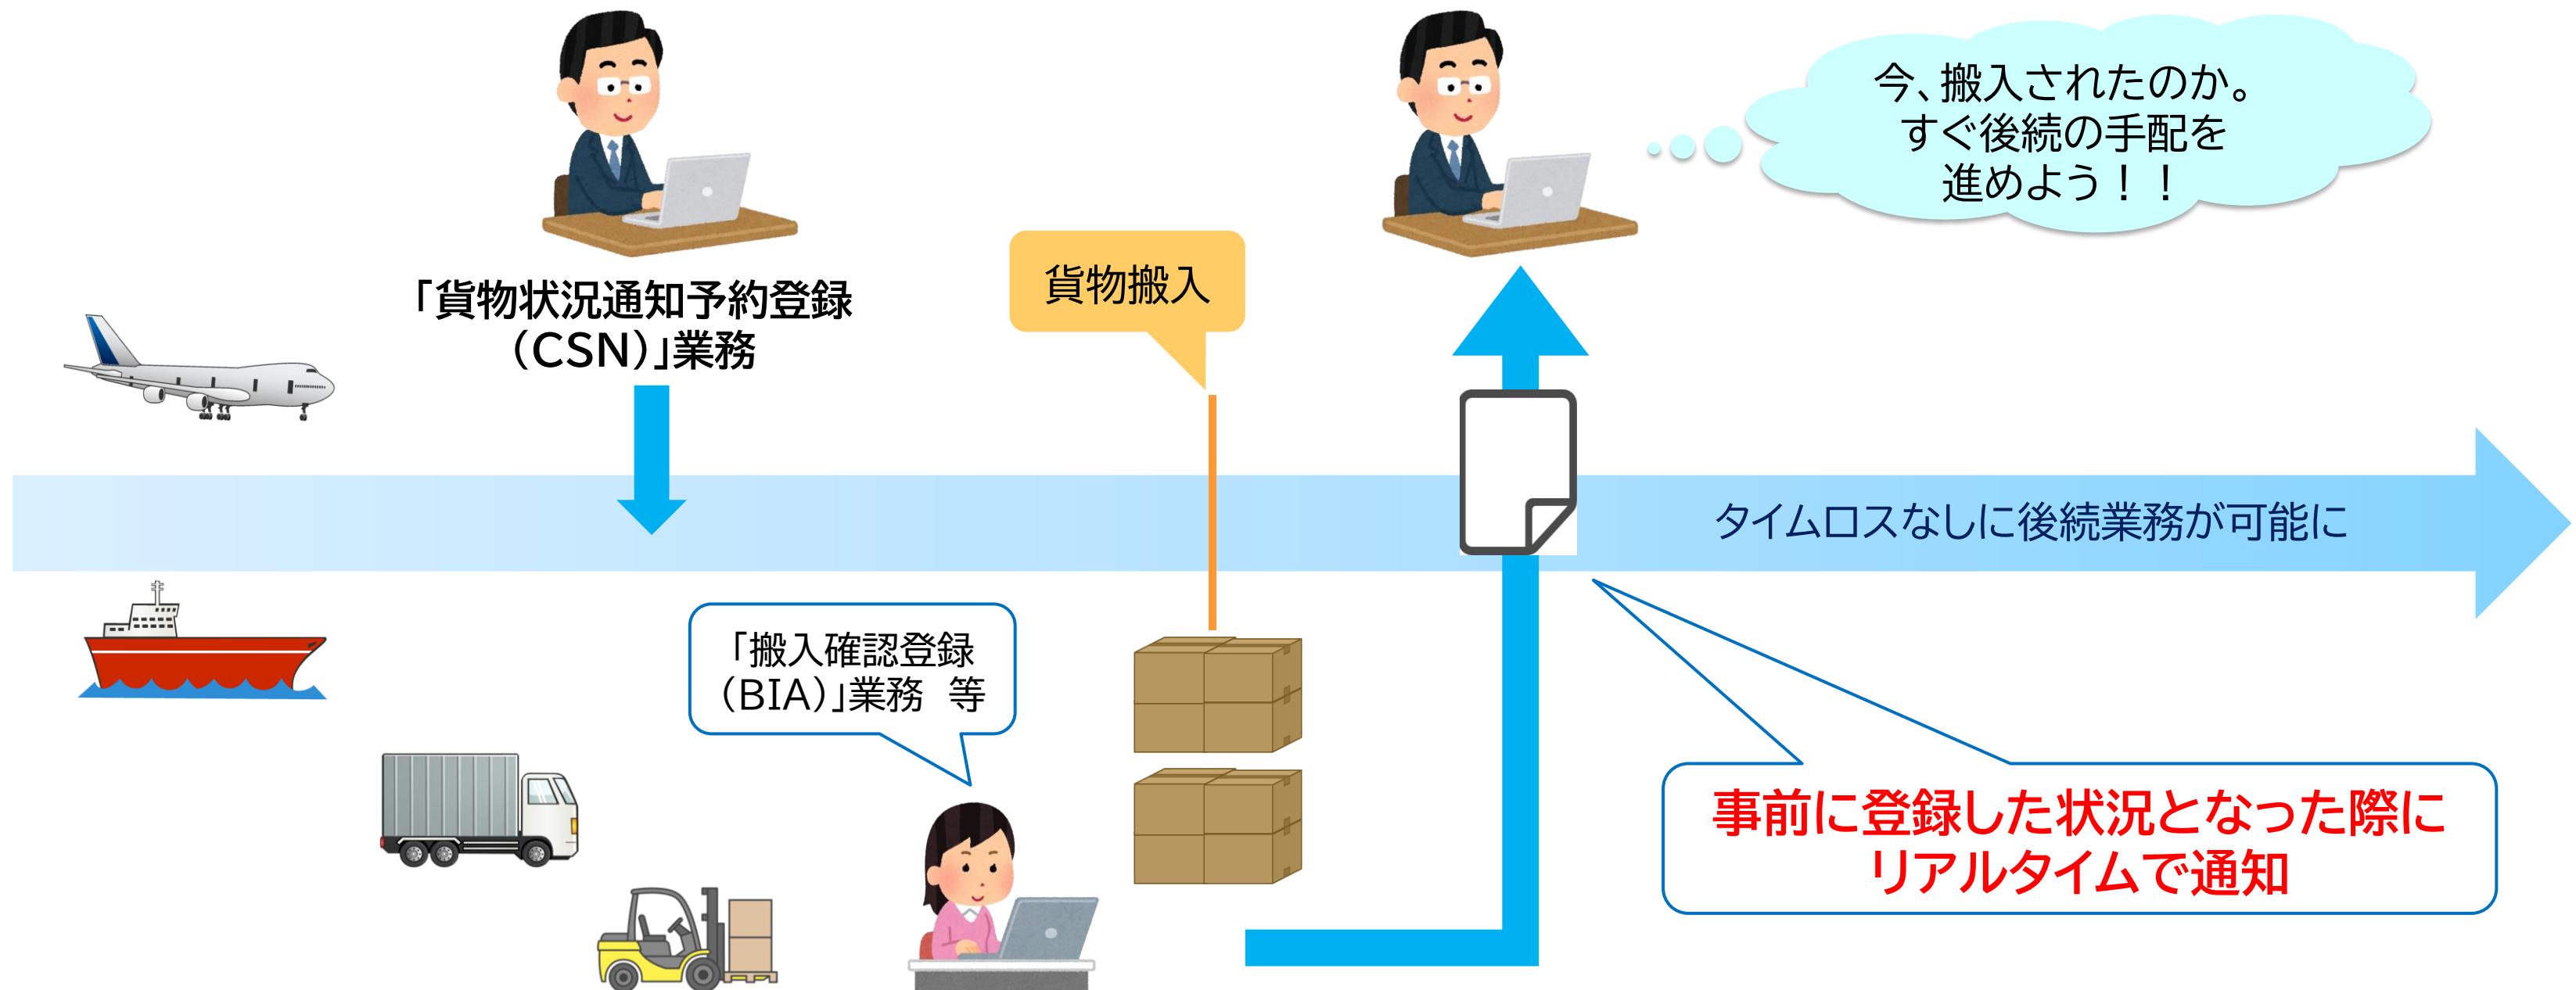 今、搬入されたのか。
すぐ後続の手配を
進めよう！！
「貨物状況通知予約登録
（CSN）」業務
貨物搬入
タイムロスなしに後続業務が可能に
「搬入確認登録
（BIA）」業務　等
事前に登録した状況となった際に
リアルタイムで通知